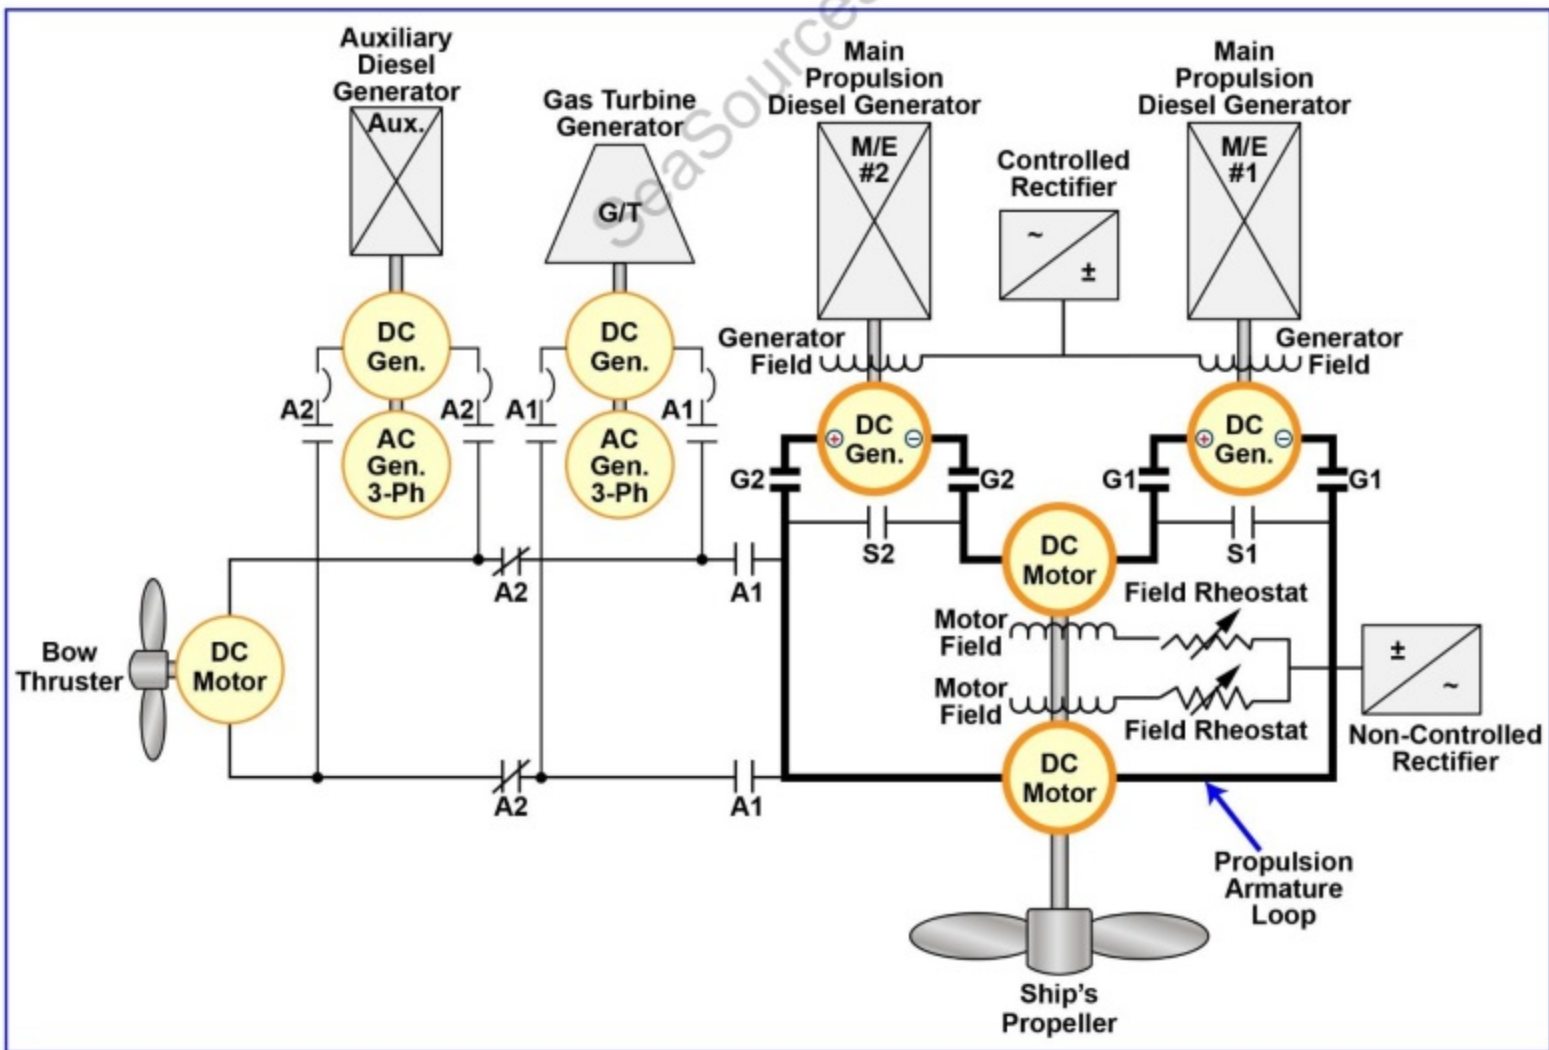 SeaSources
Auxiliary
Diesel
Generator
Aux.
Gas Turbine
Generator
G/T
Main
Propulsion
Diesel Generator
M/E
#2
Controlled
Rectifier
~
±
Main
Propulsion
Diesel Generator
M/E
#1
Generator
Field
Generator
Field
DC
Gen.
DC
Gen.
A2
A2
A1
A1
AC
Gen.
3-Ph
AC
Gen.
3-Ph
+
DC
Gen.
−
+
DC
Gen.
−
G2
G2
G1
G1
S2
S1
A2
A1
DC
Motor
Field Rheostat
Motor
Field
Motor
Field
Field Rheostat
±
~
Non-Controlled
Rectifier
Bow
Thruster
DC
Motor
A2
A1
DC
Motor
Propulsion
Armature
Loop
Ship's
Propeller